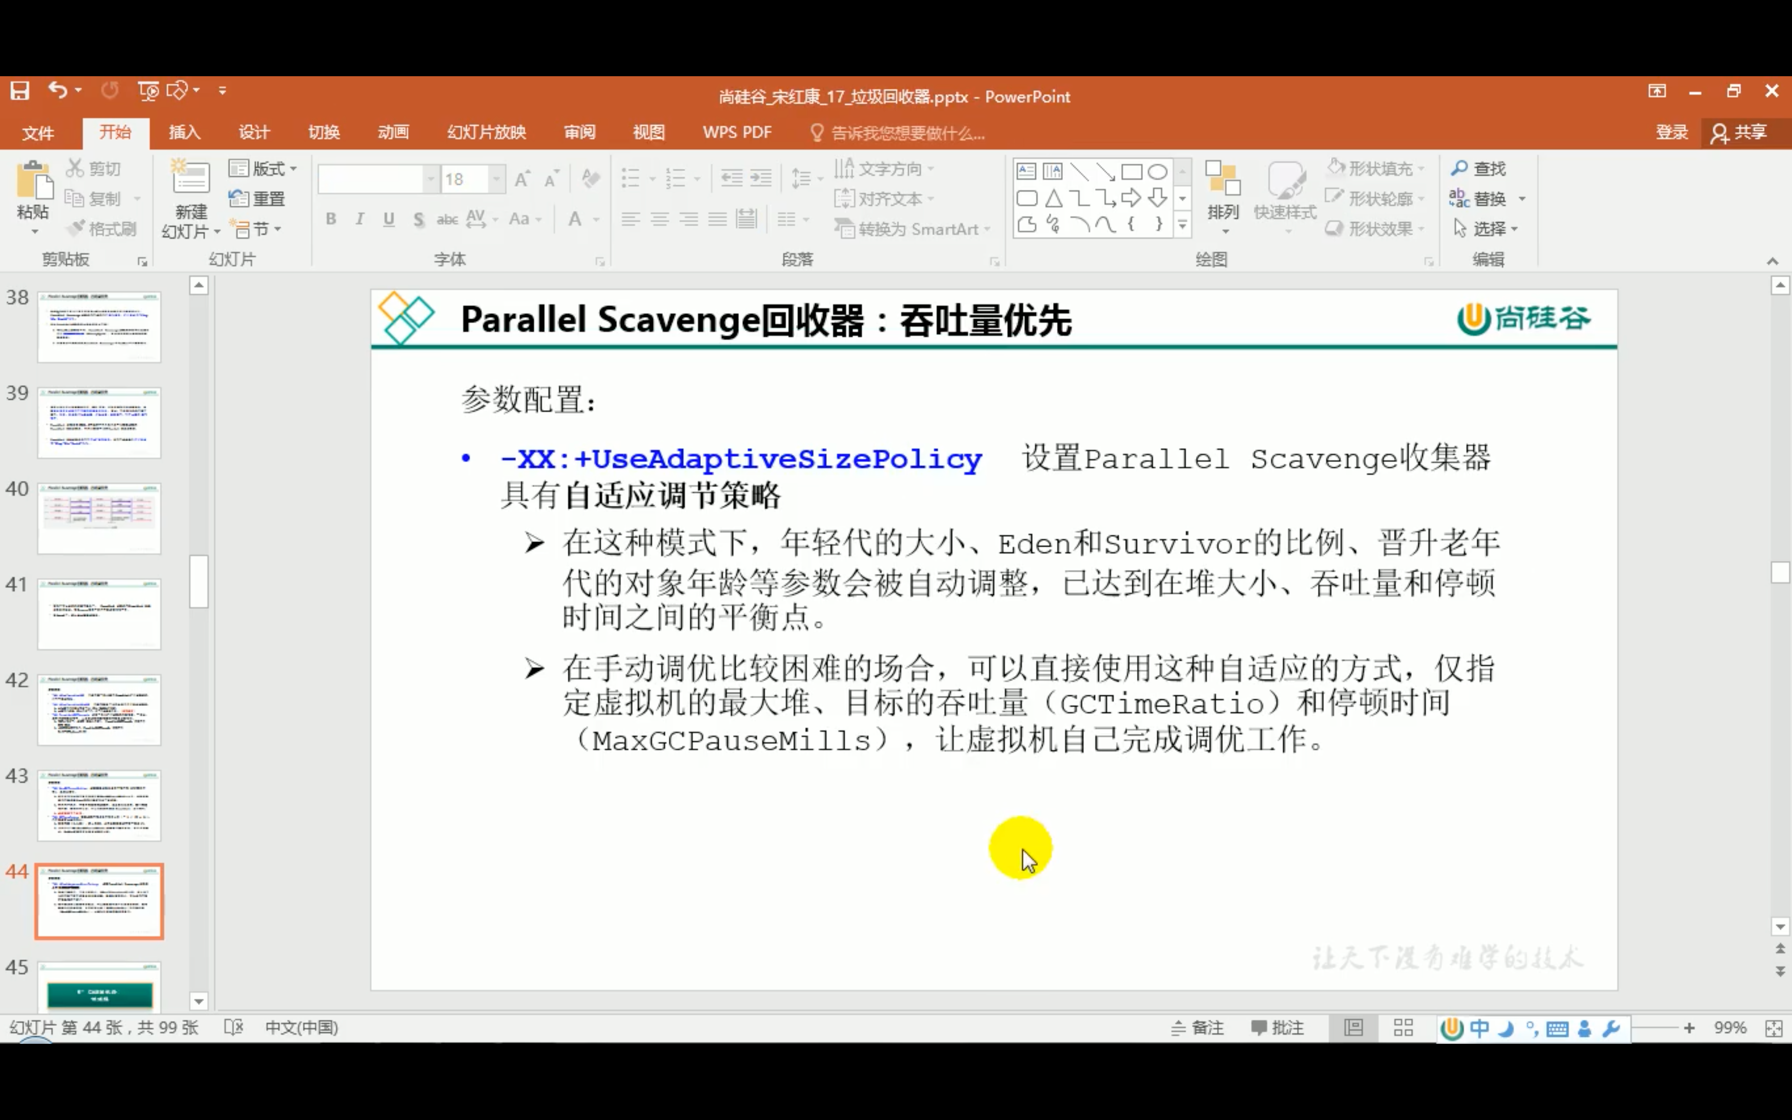 尚硅谷_宋红康_17_垃圾回收器.pptx - PowerPoint
文件 开始 插入 设计 切换 动画 幻灯片放映 审阅 视图 WPS PDF 告诉我您想要做什么... 登录 共享
粘贴 剪切 复制 格式刷 剪贴板
新建幻灯片 版式 重置 节 幻灯片
18
B I U S abc AV Aa A 字体
文字方向 对齐文本 转换为 SmartArt 段落
排列 快速样式 形状填充 形状轮廓 形状效果 绘图
查找 替换 选择 编辑
38
39
40
41
42
43
44
45
Parallel Scavenge回收器：吞吐量优先
尚硅谷
参数配置：
• -XX:+UseAdaptiveSizePolicy 设置Parallel Scavenge收集器
具有自适应调节策略
➢ 在这种模式下，年轻代的大小、Eden和Survivor的比例、晋升老年
代的对象年龄等参数会被自动调整，已达到在堆大小、吞吐量和停顿
时间之间的平衡点。
➢ 在手动调优比较困难的场合，可以直接使用这种自适应的方式，仅指
定虚拟机的最大堆、目标的吞吐量（GCTimeRatio）和停顿时间
（MaxGCPauseMills），让虚拟机自己完成调优工作。
让天下没有难学的技术
幻灯片 第 44 张，共 99 张 中文(中国) 备注 批注 中 99%